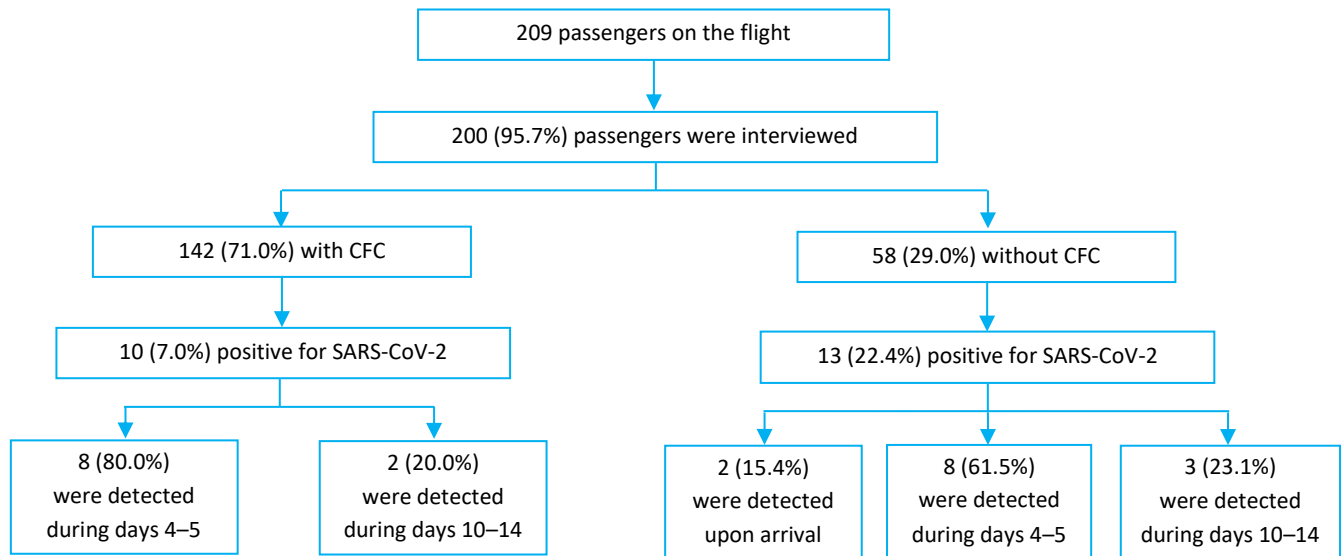 209 passengers on the flight
200 (95.7%) passengers were interviewed
142 (71.0%) with CFC
58 (29.0%) without CFC
10 (7.0%) positive for SARS-CoV-2
13 (22.4%) positive for SARS-CoV-2
8 (80.0%)
were detected
during days 4–5
2 (20.0%)
were detected
during days 10–14
2 (15.4%)
were detected
upon arrival
8 (61.5%)
were detected
during days 4–5
3 (23.1%)
were detected
during days 10–14